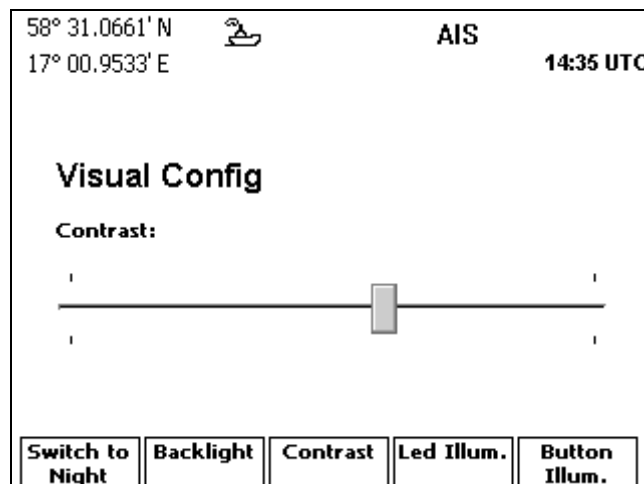 58° 31.0661' N
17° 00.9533' E
AIS
14:35 UTC
Visual Config
Contrast:
Switch to Night
Backlight
Contrast
Led Illum.
Button Illum.